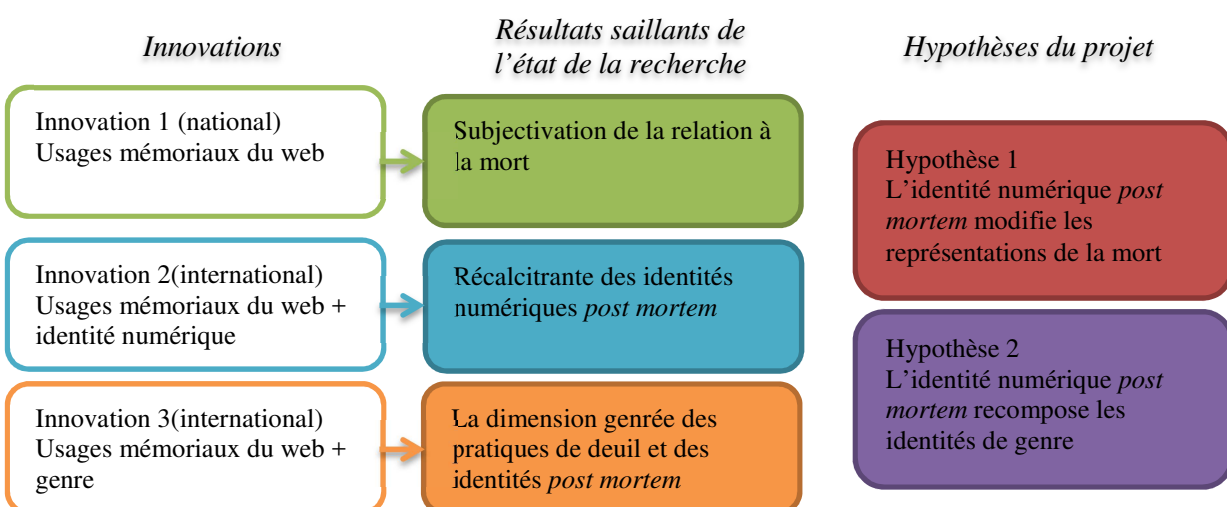 Innovations
Résultats saillants de
l’état de la recherche
Hypothèses du projet
Innovation 1 (national)
Usages mémoriaux du web
Subjectivation de la relation à
la mort
Innovation 2(international)
Usages mémoriaux du web +
identité numérique
Récalcitrante des identités
numériques post mortem
Innovation 3(international)
Usages mémoriaux du web +
genre
La dimension genrée des
pratiques de deuil et des
identités post mortem
Hypothèse 1
L’identité numérique post
mortem modifie les
représentations de la mort
Hypothèse 2
L’identité numérique post
mortem recompose les
identités de genre